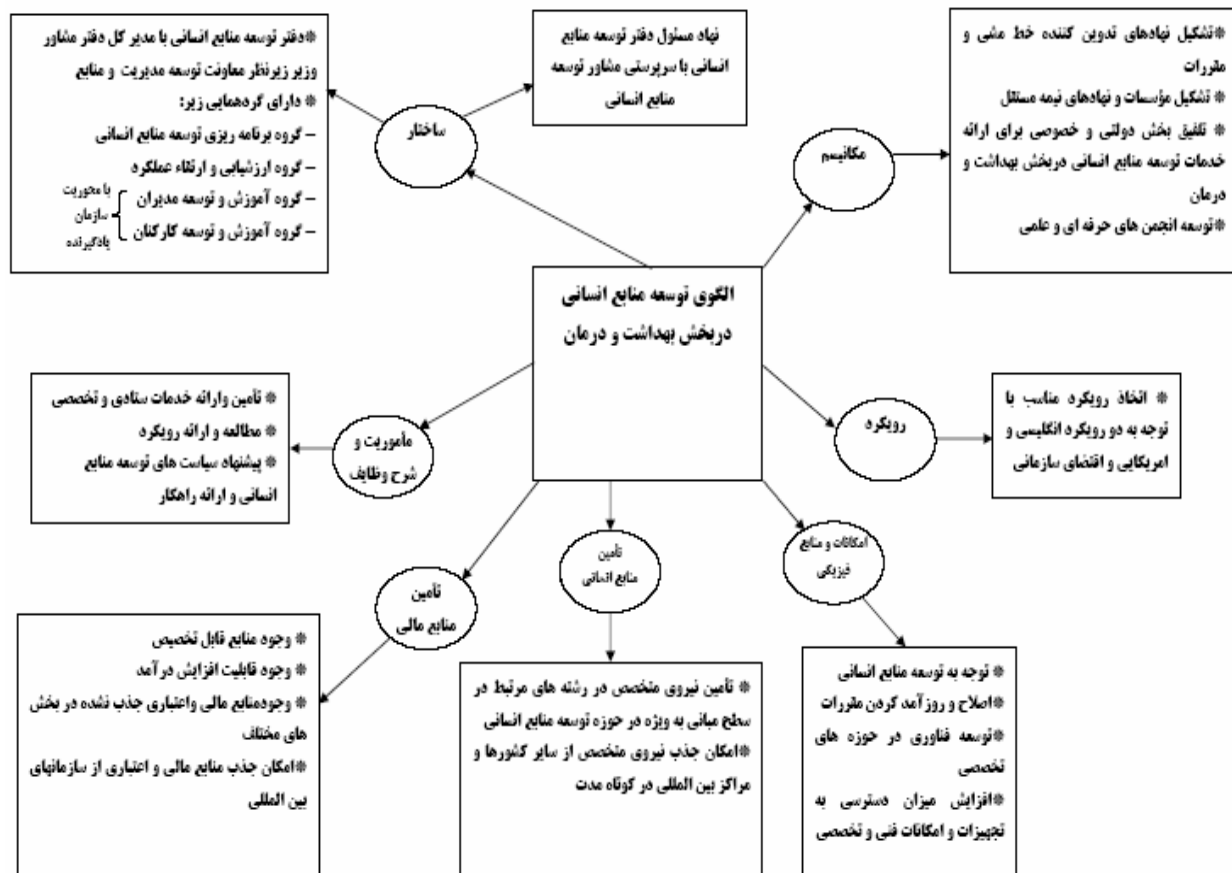 *تشکیل نهادهای تدوین کننده خط مشی و
مقررات
* تشکیل مؤسسات و نهادهای نیمه مستقل
* تلفیق بخش دولتی و خصوصی برای ارائه
خدمات توسعه منابع انسانی دربخش بهداشت و
درمان
*توسعه انجمن های حرفه ای و علمی
مکانیسم
نهاد مسئول دفتر توسعه منابع
انسانی با سرپرستی مشاور توسعه
منابع انسانی
ساختار
*دفتر توسعه منابع انسانی با مدیر کل دفتر مشاور
وزیر زیرنظر معاونت توسعه مدیریت و منابع
* دارای گردهمایی زیر:
– گروه برنامه ریزی توسعه منابع انسانی
– گروه ارزشیابی و ارتقاء عملکرد
– گروه آموزش و توسعه مدیران
– گروه آموزش و توسعه کارکنان
با محوریت
سازمان
یادگیرنده
الگوی توسعه منابع انسانی
دربخش بهداشت و درمان
رویکرد
* اتخاذ رویکرد مناسب با
توجه به دو رویکرد انگلیسی و
امریکایی و اقتضای سازمانی
مأموریت و
شرح وظایف
* تأمین وارائه خدمات ستادی و تخصصی
* مطالعه و ارائه رویکرد
* پیشنهاد سیاست های توسعه منابع
انسانی و ارائه راهکار
امکانات و منابع
فیزیکی
* توجه به توسعه منابع انسانی
*اصلاح و روزآمد کردن مقررات
* توسعه فناوری در حوزه های
تخصصی
*افزایش میزان دسترسی به
تجهیزات و امکانات فنی و تخصصی
تأمین
منابع انسانی
* تأمین نیروی متخصص در رشته های مرتبط در
سطح میانی به ویژه در حوزه توسعه منابع انسانی
*امکان جذب نیروی متخصص از سایر کشورها و
مراکز بین المللی در کوتاه مدت
تأمین
منابع مالی
* وجود منابع قابل تخصیص
* وجود قابلیت افزایش درآمد
* وجودمنابع مالی واعتباری جذب نشده در بخش
های مختلف
*امکان جذب منابع مالی و اعتباری از سازمانهای
بین المللی